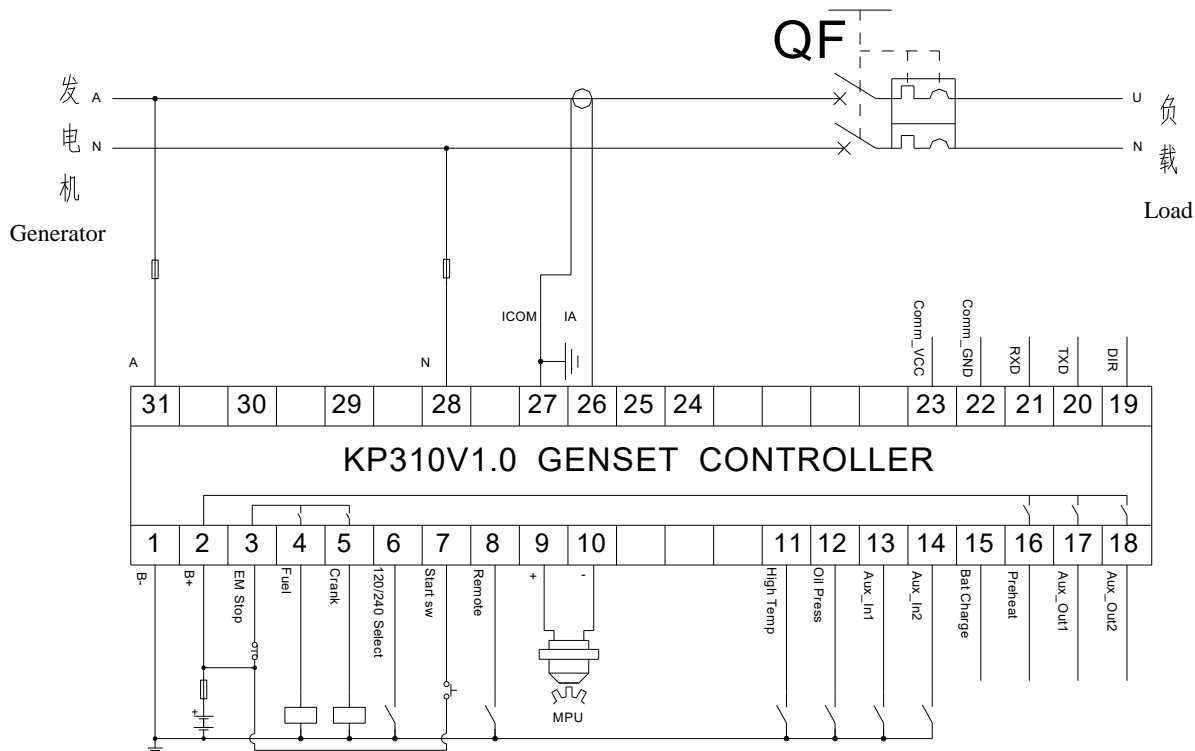 QF
发电机
A
N
Generator
U
N
负载
Load
ICOM
IA
A
N
Comm_VCC
Comm_GND
RXD
TXD
DIR
31
30
29
28
27
26
25
24
23
22
21
20
19
KP310V1.0 GENSET CONTROLLER
1
2
3
4
5
6
7
8
9
10
11
12
13
14
15
16
17
18
B-
B+
EM Stop
Fuel
Crank
120/240 Select
Start sw
Remote
+
-
High Temp
Oil Press
Aux_In1
Aux_In2
Bat Charge
Preheat
Aux_Out1
Aux_Out2
+
MPU